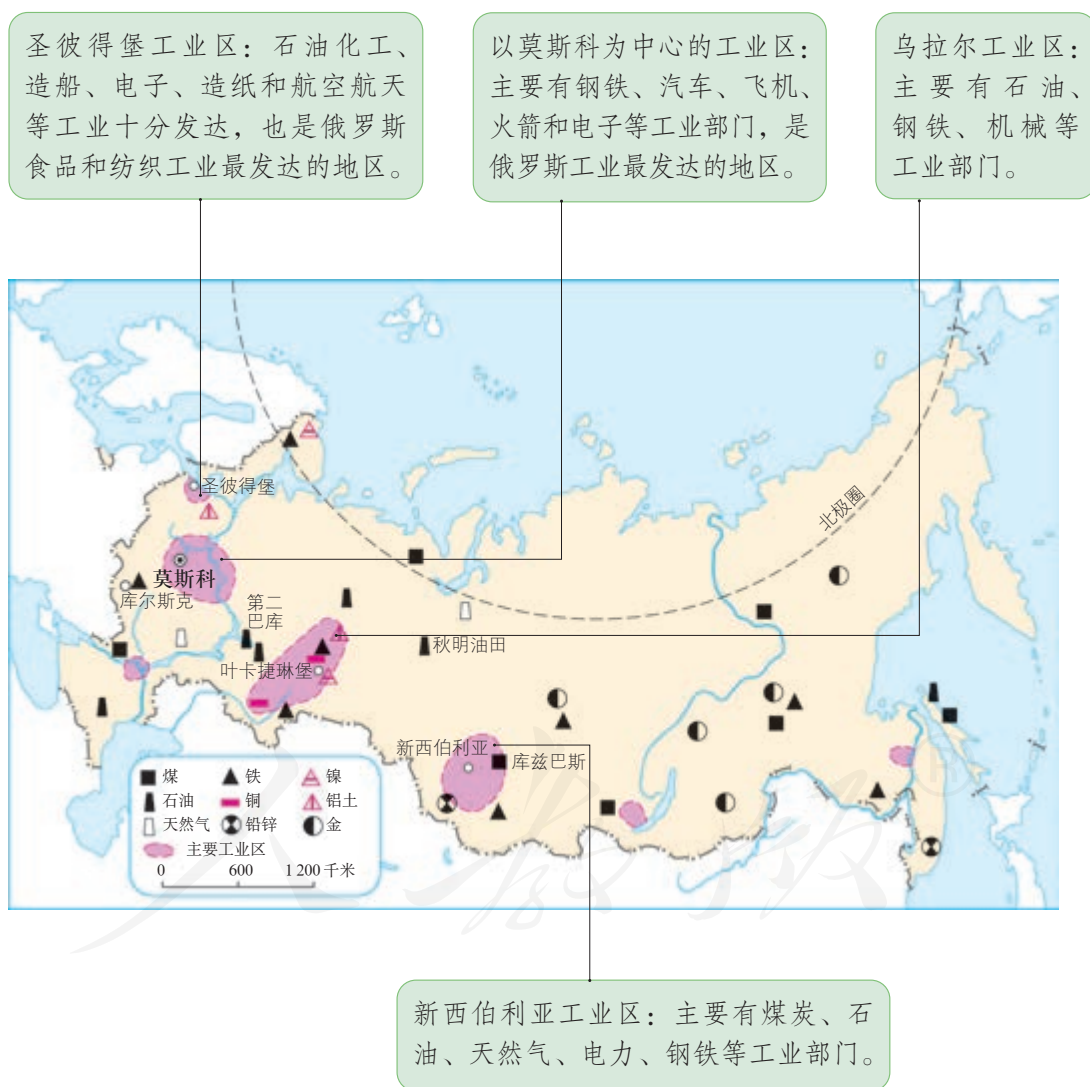 圣彼得堡工业区：石油化工、
造船、电子、造纸和航空航天
等工业十分发达，也是俄罗斯
食品和纺织工业最发达的地区。
以莫斯科为中心的工业区：
主要有钢铁、汽车、飞机、
火箭和电子等工业部门，是
俄罗斯工业最发达的地区。
乌拉尔工业区：
主要有石油、
钢铁、机械等
工业部门。
北极圈
圣彼得堡
莫斯科
库尔斯克
第二
巴库
秋明油田
叶卡捷琳堡
新西伯利亚
库兹巴斯
煤 铁 镍
石油 铜 铝土
天然气 铅锌 金
主要工业区
0 600 1 200千米
人教版
新西伯利亚工业区：主要有煤炭、石
油、天然气、电力、钢铁等工业部门。